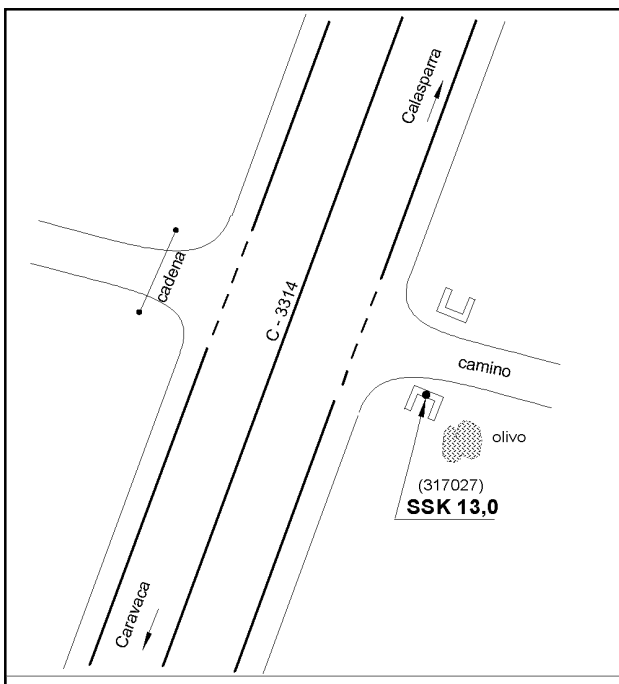 Calasparra
cadena
C - 3314
camino
olivo
(317027)
SSK 13,0
Caravaca